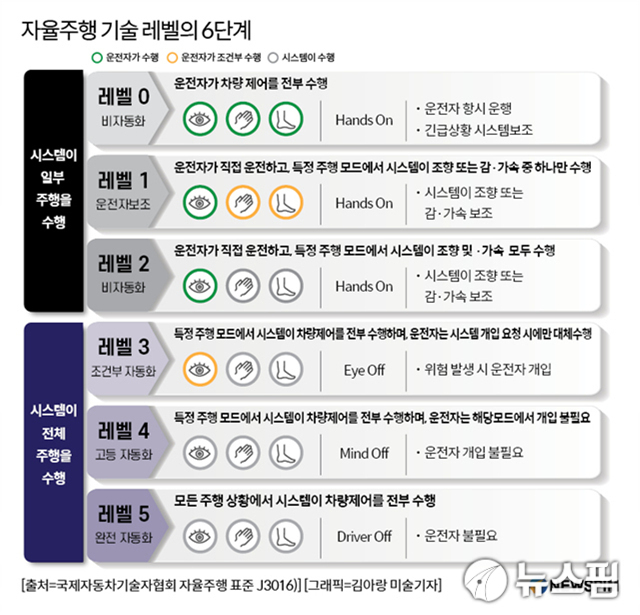 자율주행 기술 레벨의 6단계
운전자가 수행 운전자가 조건부 수행 시스템이 수행
시스템이
일부
주행을
수행
레벨 0
비자동화
운전자가 차량 제어를 전부 수행
Hands On
· 운전자 항시 운행
· 긴급상황 시스템보조
레벨 1
운전자보조
운전자가 직접 운전하고, 특정 주행 모드에서 시스템이 조향 또는 감·가속 중 하나만 수행
Hands On
· 시스템이 조향 또는
감·가속 보조
레벨 2
비자동화
운전자가 직접 운전하고, 특정 주행 모드에서 시스템이 조향 및 ·가속 모두 수행
Hands On
· 시스템이 조향 또는
감·가속 보조
시스템이
전체
주행을
수행
레벨 3
조건부 자동화
특정 주행 모드에서 시스템이 차량제어를 전부 수행하며, 운전자는 시스템 개입 요청 시에만 대체수행
Eye Off
· 위험 발생 시 운전자 개입
레벨 4
고등 자동화
특정 주행 모드에서 시스템이 차량제어를 전부 수행하며, 운전자는 해당모드에서 개입 불필요
Mind Off
· 운전자 개입 불필요
레벨 5
완전 자동화
모든 주행 상황에서 시스템이 차량제어를 전부 수행
Driver Off
· 운전자 불필요
[출처=국제자동차기술자협회 자율주행 표준 J3016)] [그래픽=김아랑 미술기자]
뉴스핌